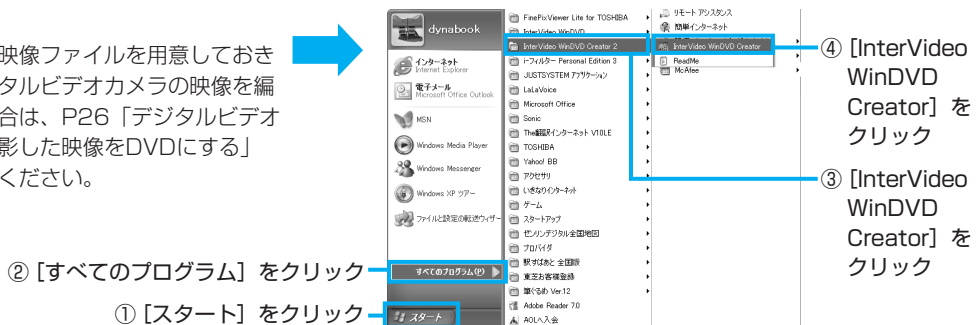 映像ファイルを用意しておき
タルビデオカメラの映像を編
合は、P26「デジタルビデオ
影した映像をDVDにする」
ください。
② [すべてのプログラム] をクリック
① [スタート] をクリック
dynabook
インターネット
Internet Explorer
電子メール
Microsoft Office Outlook
MSN
Windows Media Player
Windows Messenger
Windows XP ツアー
ファイルと設定の転送ウィザー
すべてのプログラム(P)
スタート
FinePixViewer Lite for TOSHIBA
InterVideo WinDVD
InterVideo WinDVD Creator 2
i-フィルター Personal Edition 3
JUSTSYSTEM アプリケーション
LaLaVoice
Microsoft Office
Sonic
The翻訳インターネット V10LE
TOSHIBA
Yahoo! BB
アクセサリ
いきなりインターネット
ゲーム
スタートアップ
ゼンリンデジタル全国地図
プロバイダ
駅すぱあと 全国版
東芝お客様登録
筆ぐるめ Ver.12
Adobe Reader 7.0
AOLへ入会
リモート アシスタンス
簡単インターネット
InterVideo WinDVD Creator
ReadMe
McAfee
④ [InterVideo
WinDVD
Creator] を
クリック
③ [InterVideo
WinDVD
Creator] を
クリック